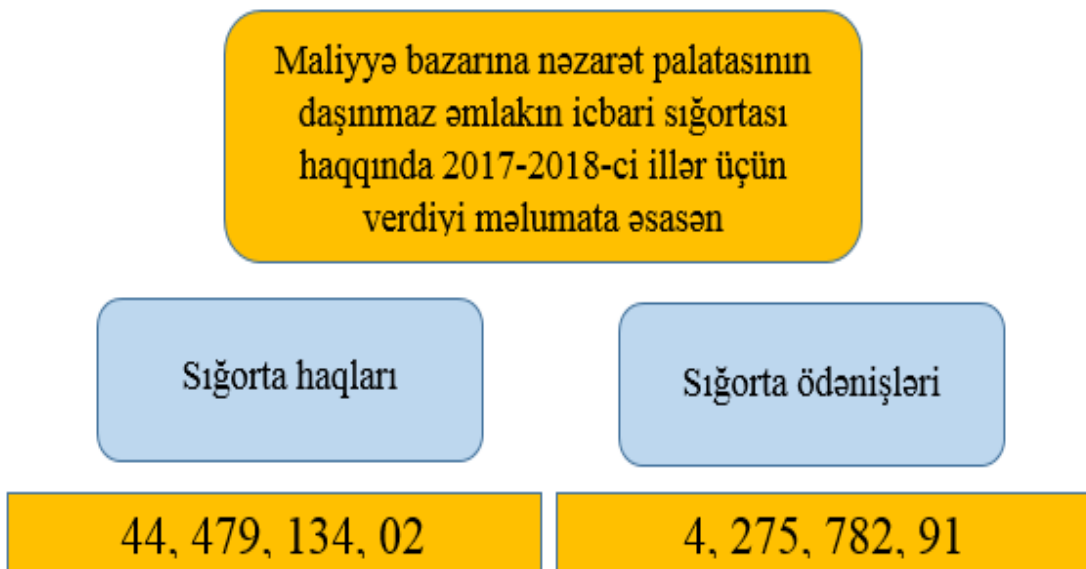 Maliyyə bazarına nəzarət palatasının
daşınmaz əmlakın icbari sığortası
haqqında 2017-2018-ci illər üçün
verdiyi məlumata əsasən
Sığorta haqları
Sığorta ödənişləri
44, 479, 134, 02
4, 275, 782, 91